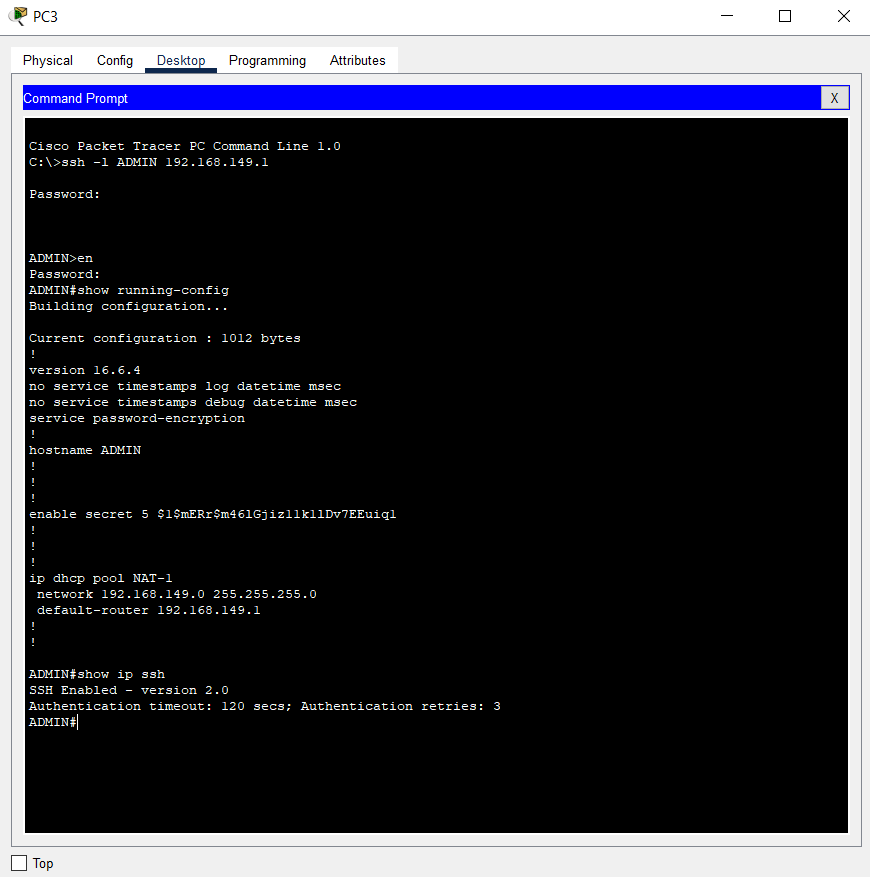 PC3
Physical Config Desktop Programming Attributes
Command Prompt
X
Cisco Packet Tracer PC Command Line 1.0
C:\>ssh -l ADMIN 192.168.149.1
Password:
ADMIN>en
Password:
ADMIN#show running-config
Building configuration...
Current configuration : 1012 bytes
!
version 16.6.4
no service timestamps log datetime msec
no service timestamps debug datetime msec
service password-encryption
!
hostname ADMIN
!
!
!
enable secret 5 $1$mERr$m46lGjizl1k1lDv7EEuiq1
!
!
!
ip dhcp pool NAT-1
network 192.168.149.0 255.255.255.0
default-router 192.168.149.1
!
!
ADMIN#show ip ssh
SSH Enabled - version 2.0
Authentication timeout: 120 secs; Authentication retries: 3
ADMIN#
Top